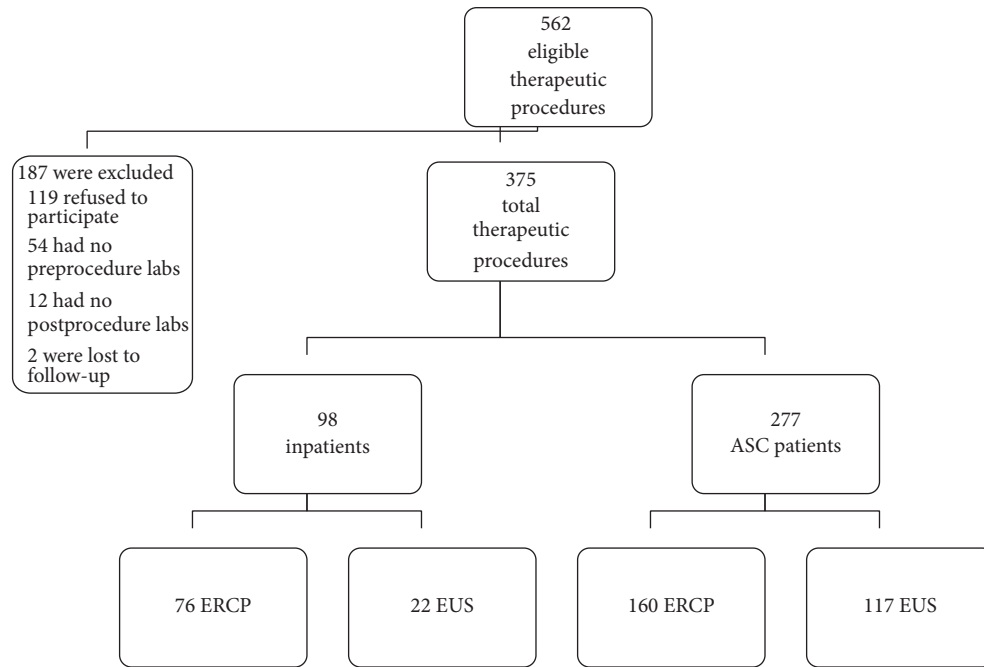 562
eligible
therapeutic
procedures
187 were excluded
119 refused to
participate
54 had no
preprocedure labs
12 had no
postprocedure labs
2 were lost to
follow-up
375
total
therapeutic
procedures
98
inpatients
277
ASC patients
76 ERCP
22 EUS
160 ERCP
117 EUS